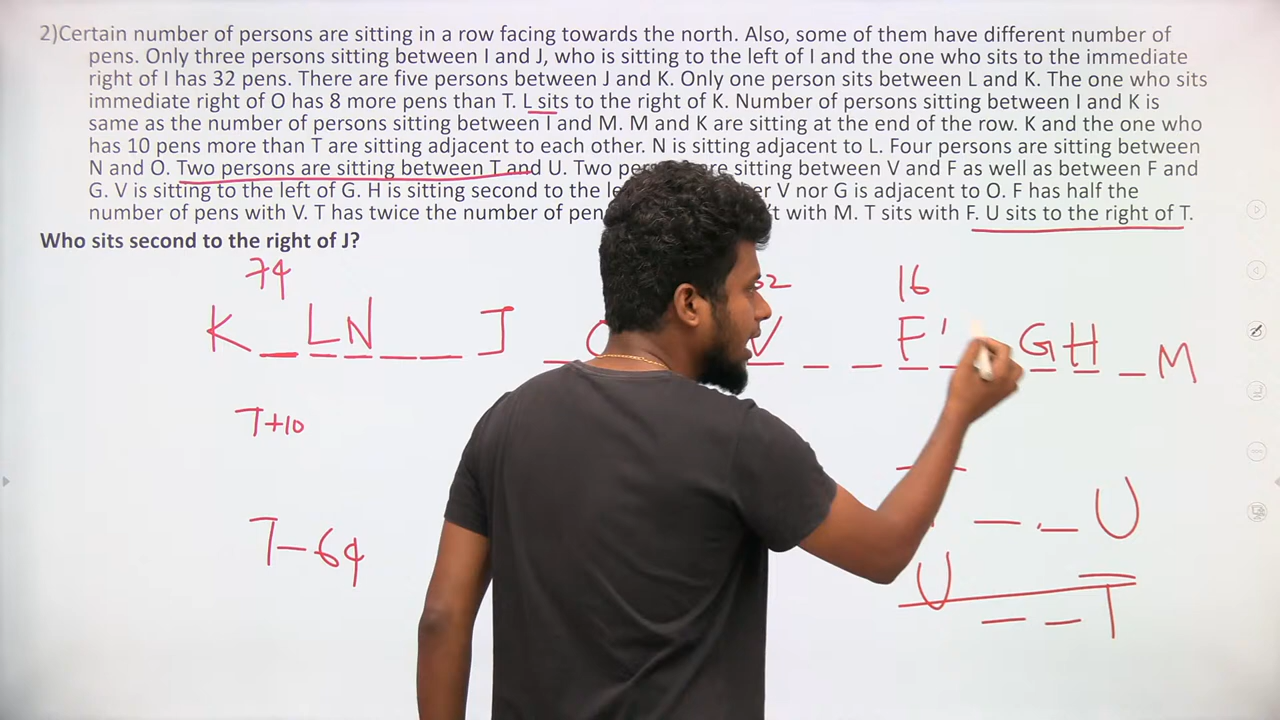 2)Certain number of persons are sitting in a row facing towards the north. Also, some of them have different number of
pens. Only three persons sitting between I and J, who is sitting to the left of I and the one who sits to the immediate
right of I has 32 pens. There are five persons between J and K. Only one person sits between L and K. The one who sits
immediate right of O has 8 more pens than T. L sits to the right of K. Number of persons sitting between I and K is
same as the number of persons sitting between I and M. M and K are sitting at the end of the row. K and the one who
has 10 pens more than T are sitting adjacent to each other. N is sitting adjacent to L. Four persons are sitting between
N and O. Two persons are sitting between T and U. Two are sitting between V and F as well as between F and
G. V is sitting to the left of G. H is sitting second to the V nor G is adjacent to O. F has half the
number of pens with V. T has twice the number of with M. T sits with F. U sits to the right of T.
Who sits second to the right of J?
74 16
K L N J V F G H M
T+10
T-64
U
U T